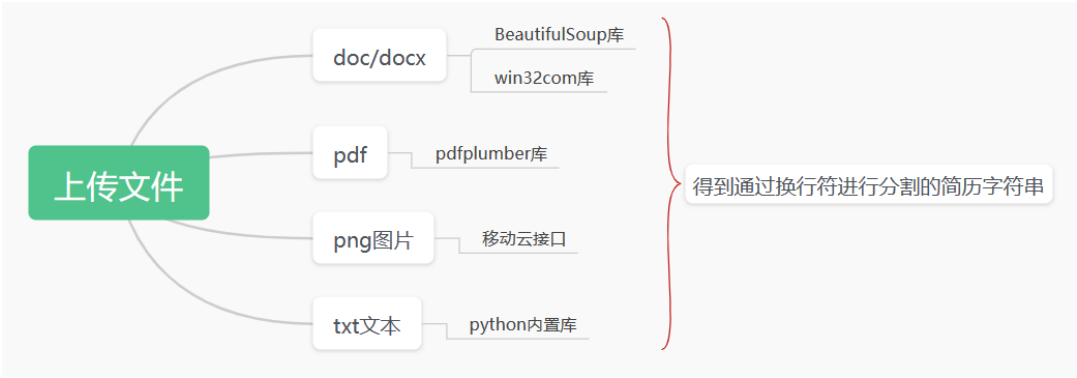 上传文件
doc/docx
BeautifulSoup库
win32com库
pdf
pdfplumber库
png图片
移动云接口
txt文本
python内置库
得到通过换行符进行分割的简历字符串